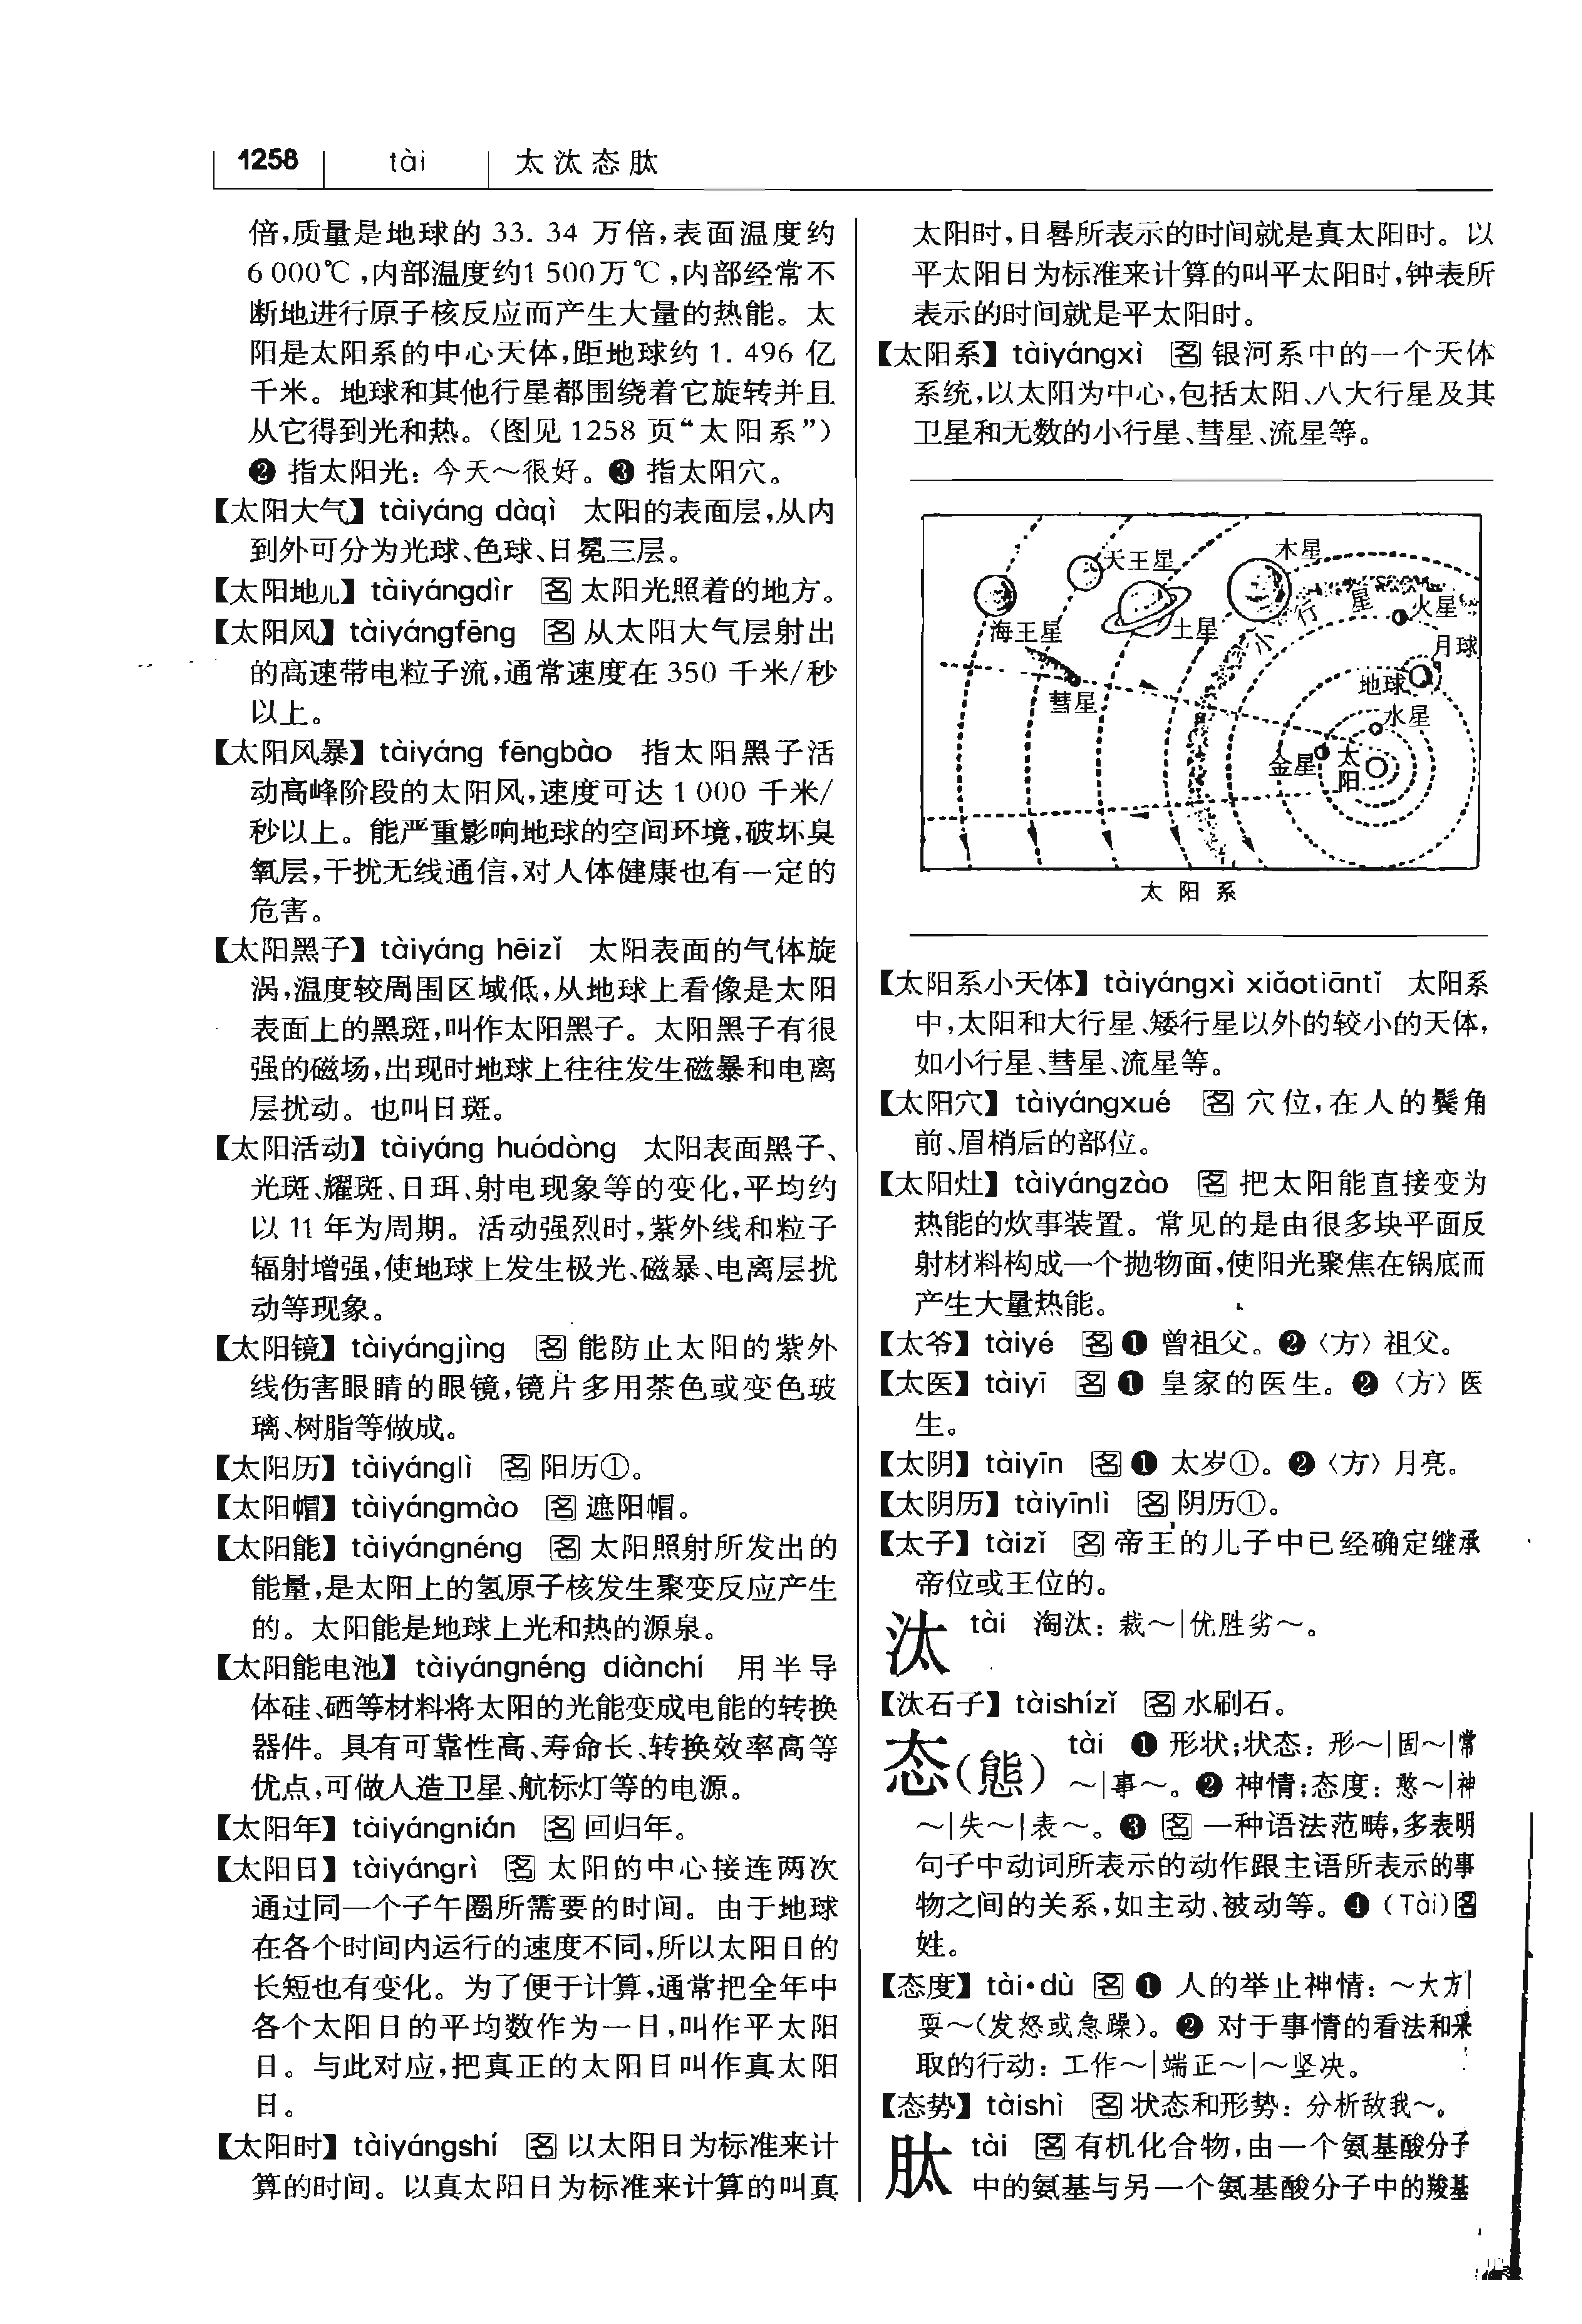 1258 tài 太汰态肽
倍,质量是地球的 33.34 万倍,表面温度约
6 000℃,内部温度约1 500万℃,内部经常不
断地进行原子核反应而产生大量的热能。太
阳是太阳系的中心天体,距地球约 1.496 亿
千米。地球和其他行星都围绕着它旋转并且
从它得到光和热。(图见 1258 页“太阳系”)
❷ 指太阳光:今天～很好。❸ 指太阳穴。
【太阳大气】tàiyáng dàqì 太阳的表面层,从内
到外可分为光球、色球、日冕三层。
【太阳地儿】tàiyángdìr 名 太阳光照着的地方。
【太阳风】tàiyángfēng 名 从太阳大气层射出
的高速带电粒子流,通常速度在 350 千米/秒
以上。
【太阳风暴】tàiyáng fēngbào 指太阳黑子活
动高峰阶段的太阳风,速度可达 1 000 千米/
秒以上。能严重影响地球的空间环境,破坏臭
氧层,干扰无线通信,对人体健康也有一定的
危害。
【太阳黑子】tàiyáng hēizǐ 太阳表面的气体旋
涡,温度较周围区域低,从地球上看像是太阳
表面上的黑斑,叫作太阳黑子。太阳黑子有很
强的磁场,出现时地球上往往发生磁暴和电离
层扰动。也叫日斑。
【太阳活动】tàiyáng huódòng 太阳表面黑子、
光斑、耀斑、日珥、射电现象等的变化,平均约
以 11 年为周期。活动强烈时,紫外线和粒子
辐射增强,使地球上发生极光、磁暴、电离层扰
动等现象。
【太阳镜】tàiyángjìng 名 能防止太阳的紫外
线伤害眼睛的眼镜,镜片多用茶色或变色玻
璃、树脂等做成。
【太阳历】tàiyánglì 名 阳历①。
【太阳帽】tàiyángmào 名 遮阳帽。
【太阳能】tàiyángnéng 名 太阳照射所发出的
能量,是太阳上的氢原子核发生聚变反应产生
的。太阳能是地球上光和热的源泉。
【太阳能电池】tàiyángnéng diànchí 用半导
体硅、硒等材料将太阳的光能变成电能的转换
器件。具有可靠性高、寿命长、转换效率高等
优点,可做人造卫星、航标灯等的电源。
【太阳年】tàiyángnián 名 回归年。
【太阳日】tàiyángrì 名 太阳的中心接连两次
通过同一个子午圈所需要的时间。由于地球
在各个时间内运行的速度不同,所以太阳日的
长短也有变化。为了便于计算,通常把全年中
各个太阳日的平均数作为一日,叫作平太阳
日。与此对应,把真正的太阳日叫作真太阳
日。
【太阳时】tàiyángshí 名 以太阳日为标准来计
算的时间。以真太阳日为标准来计算的叫真
太阳时,日晷所表示的时间就是真太阳时。以
平太阳日为标准来计算的叫平太阳时,钟表所
表示的时间就是平太阳时。
【太阳系】tàiyángxì 名 银河系中的一个天体
系统,以太阳为中心,包括太阳、八大行星及其
卫星和无数的小行星、彗星、流星等。
木星
天王星
小行星
火星
海王星
土星
月球
地球
彗星
水星
金星
太阳
太阳系
【太阳系小天体】tàiyángxì xiǎotiāntǐ 太阳系
中,太阳和大行星、矮行星以外的较小的天体,
如小行星、彗星、流星等。
【太阳穴】tàiyángxué 名 穴位,在人的鬓角
前、眉梢后的部位。
【太阳灶】tàiyángzào 名 把太阳能直接变为
热能的炊事装置。常见的是由很多块平面反
射材料构成一个抛物面,使阳光聚焦在锅底而
产生大量热能。
【太爷】tàiyé 名 ❶ 曾祖父。❷〈方〉祖父。
【太医】tàiyī 名 ❶ 皇家的医生。❷〈方〉医
生。
【太阴】tàiyīn 名 ❶ 太岁①。❷〈方〉月亮。
【太阴历】tàiyīnlì 名 阴历①。
【太子】tàizǐ 名 帝王的儿子中已经确定继承
帝位或王位的。
汰 tài 淘汰:裁～|优胜劣～。
【汰石子】tàishízǐ 名 水刷石。
态(態) tài ❶ 形状;状态:形～|固～|常
～|事～。❷ 神情;态度:憨～|神
～|失～|表～。❸ 名 一种语法范畴,多表明
句子中动词所表示的动作跟主语所表示的事
物之间的关系,如主动、被动等。❹(Tài)名
姓。
【态度】tài·dù 名 ❶ 人的举止神情:～大方|
耍～(发怒或急躁)。❷ 对于事情的看法和采
取的行动:工作～|端正～|～坚决。
【态势】tàishì 名 状态和形势:分析敌我～。
肽 tài 名 有机化合物,由一个氨基酸分子
中的氨基与另一个氨基酸分子中的羧基